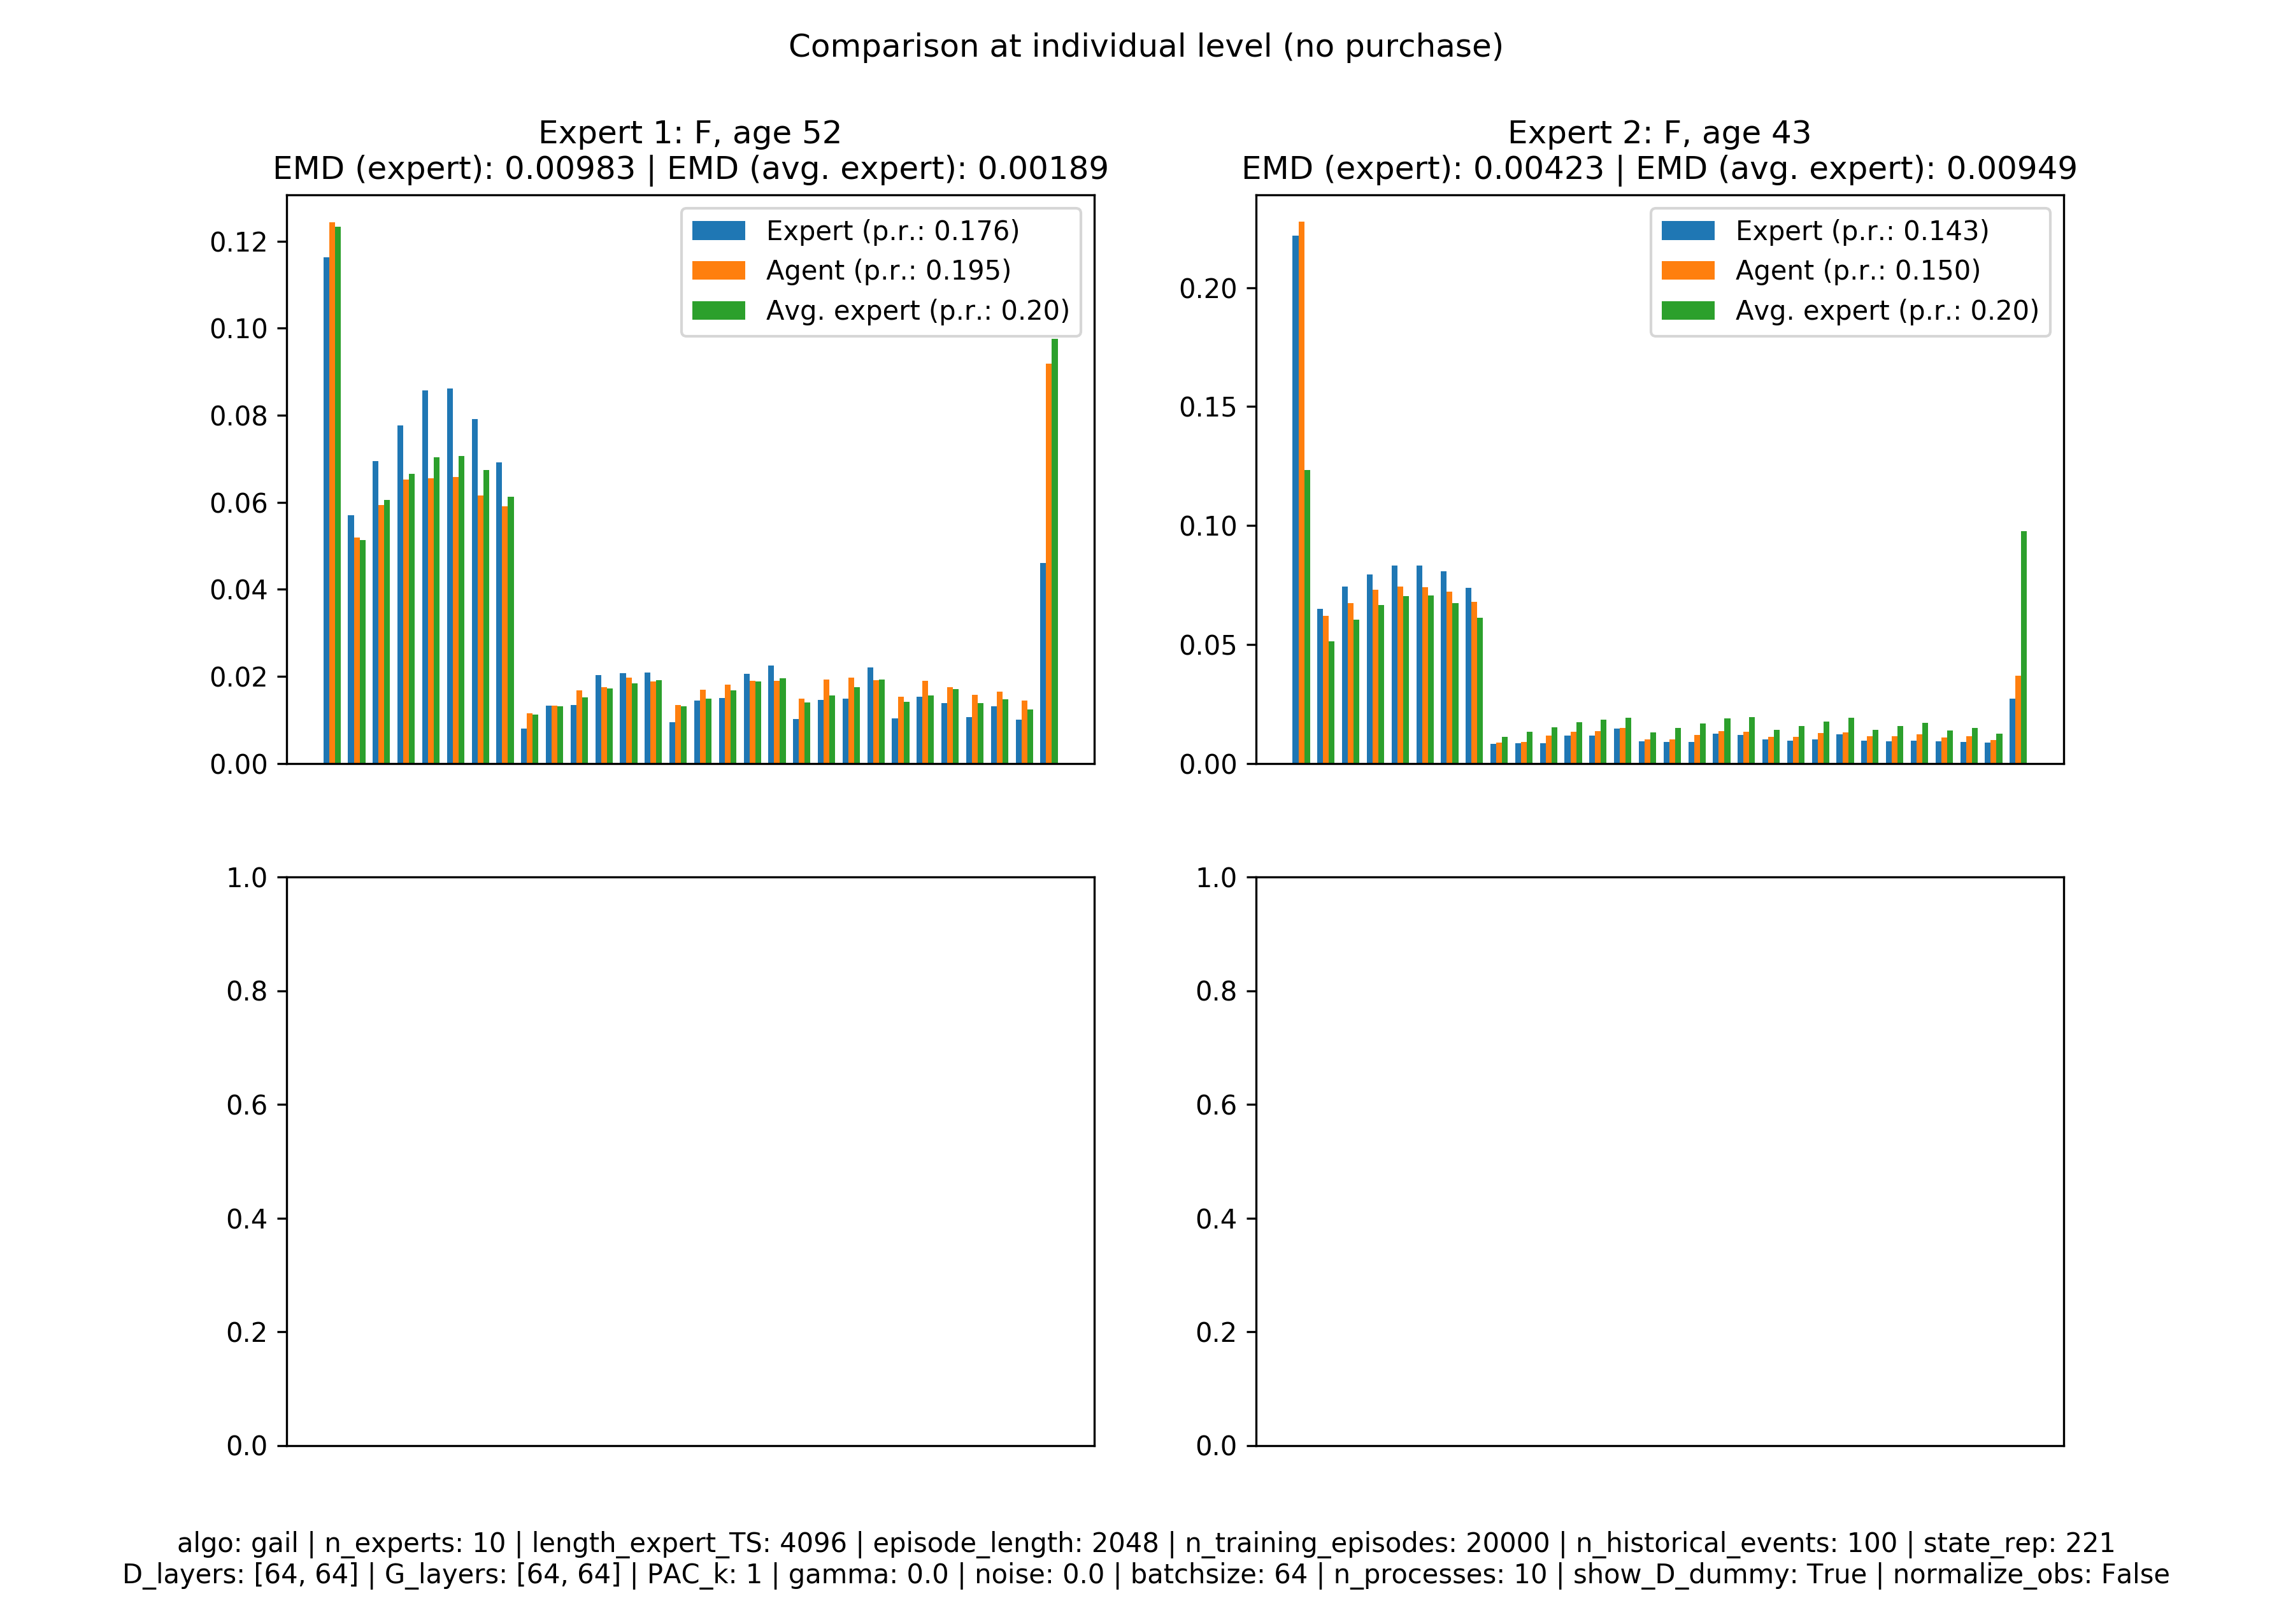 Comparison at individual level (no purchase)
Expert 1: F, age 52
EMD (expert): 0.00983 | EMD (avg. expert): 0.00189
0.12
0.10
0.08
0.06
0.04
0.02
0.00
Expert (p.r.: 0.176)
Agent (p.r.: 0.195)
Avg. expert (p.r.: 0.20)
Expert 2: F, age 43
EMD (expert): 0.00423 | EMD (avg. expert): 0.00949
0.20
0.15
0.10
0.05
0.00
Expert (p.r.: 0.143)
Agent (p.r.: 0.150)
Avg. expert (p.r.: 0.20)
1.0
0.8
0.6
0.4
0.2
0.0
1.0
0.8
0.6
0.4
0.2
0.0
algo: gail | n_experts: 10 | length_expert_TS: 4096 | episode_length: 2048 | n_training_episodes: 20000 | n_historical_events: 100 | state_rep: 221
D_layers: [64, 64] | G_layers: [64, 64] | PAC_k: 1 | gamma: 0.0 | noise: 0.0 | batchsize: 64 | n_processes: 10 | show_D_dummy: True | normalize_obs: False